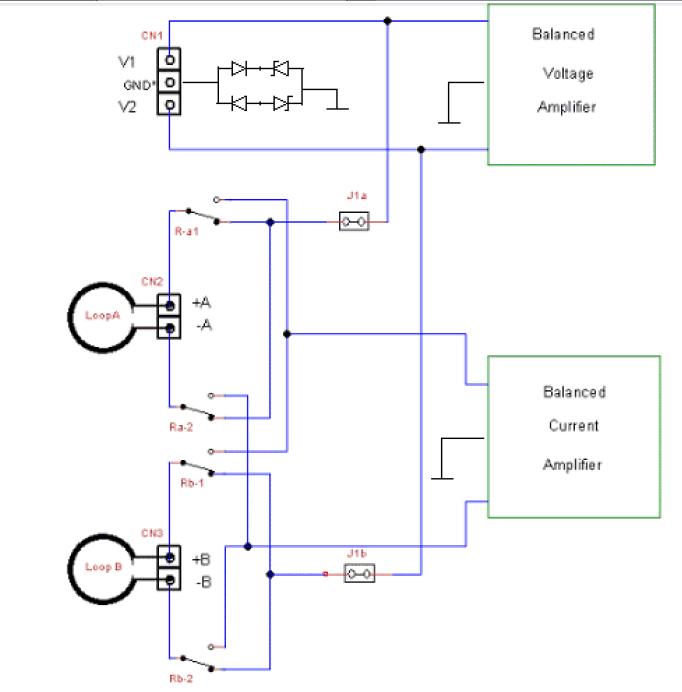 CN1
V1
GND*
V2
Balanced
Voltage
Amplifier
J1a
R-a1
CN2
LoopA
+A
-A
Ra-2
Balanced
Current
Amplifier
Rb-1
CN3
Loop B
+B
-B
J1b
Rb-2